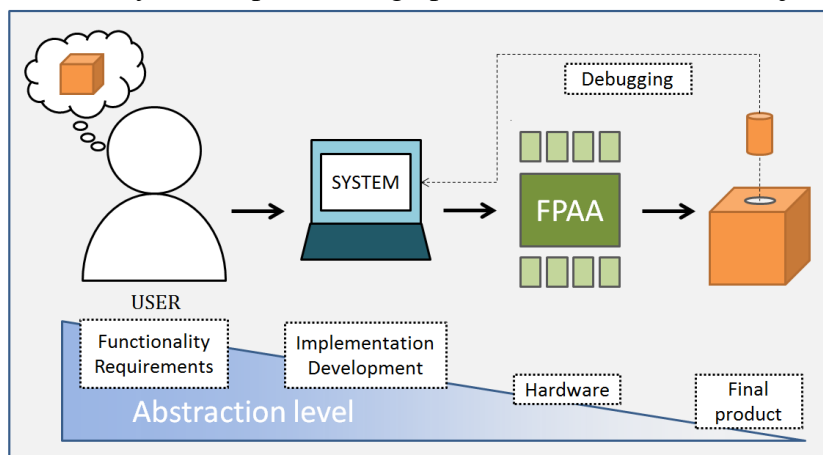 Debugging
SYSTEM
FPAA
USER
Functionality
Requirements
Implementation
Development
Hardware
Final
product
Abstraction level